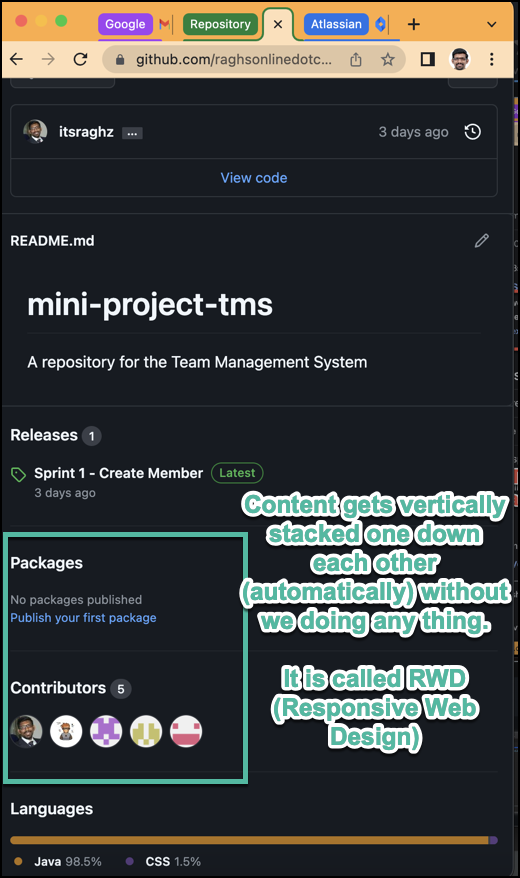 Google
Repository
Atlassian
github.com/raghsonlinedotc...
itsraghz ...
3 days ago
View code
README.md
mini-project-tms
A repository for the Team Management System
Releases 1
Sprint 1 - Create Member Latest
3 days ago
Content gets vertically
stacked one down
each other
(automatically) without
we doing any thing.
It is called RWD
(Responsive Web
Design)
Packages
No packages published
Publish your first package
Contributors 5
Languages
Java 98.5% CSS 1.5%